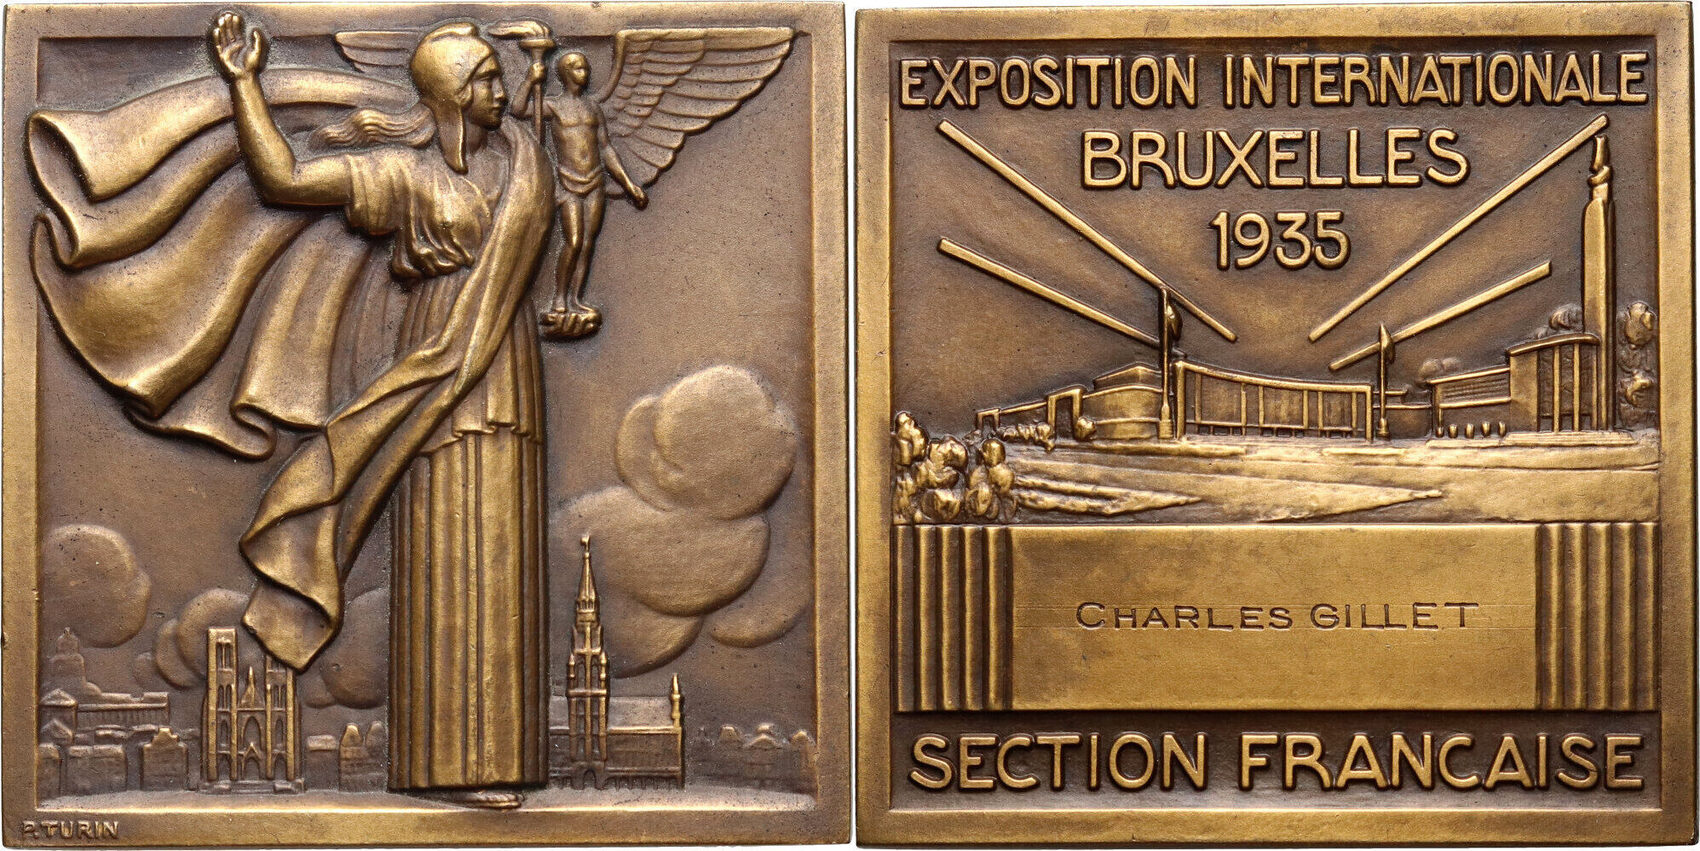 P. TURIN
EXPOSITION INTERNATIONALE
BRUXELLES
1935
CHARLES GILLET
SECTION FRANCAISE